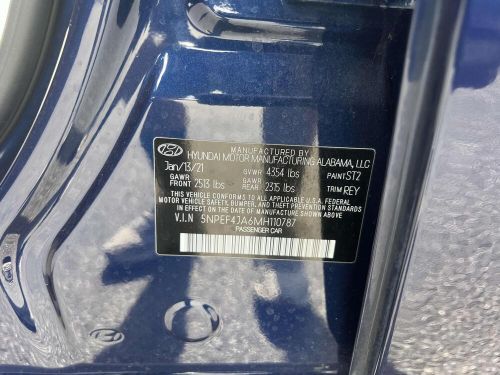 MANUFACTURED BY
HYUNDAI MOTOR MANUFACTURING ALABAMA, LLC
Jan/13/21 GVWR 4354 lbs PAINT ST2
GAWR FRONT 2513 lbs GAWR REAR 2315 lbs TRIM REY
THIS VEHICLE CONFORMS TO ALL APPLICABLE U.S.A. FEDERAL
MOTOR VEHICLE SAFETY, BUMPER, AND THEFT PREVENTION STANDARDS
IN EFFECT ON THE DATE OF MANUFACTURE SHOWN ABOVE.
V.I.N 5NPEF4JA6MH110787
PASSENGER CAR